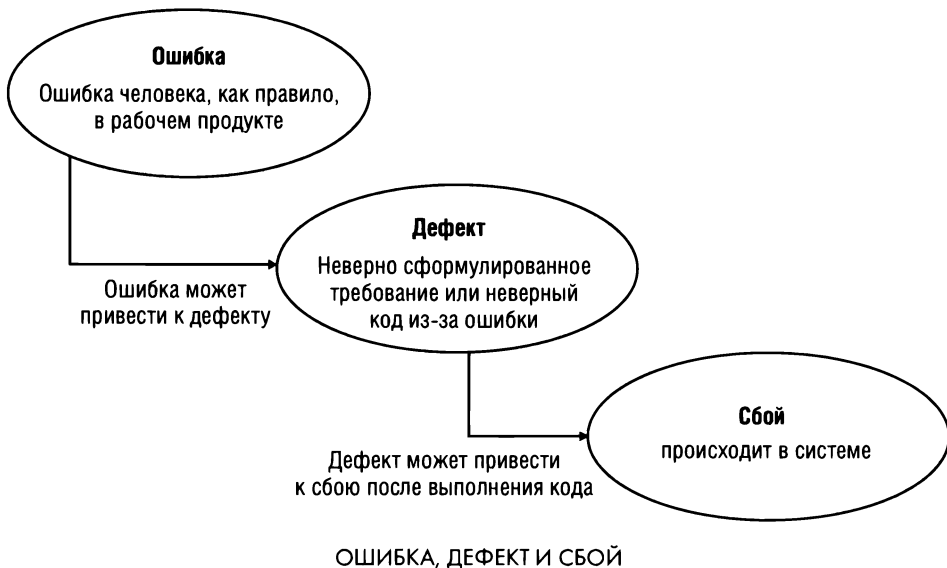 Ошибка
Ошибка человека, как правило,
в рабочем продукте
Дефект
Неверно сформулированное
требование или неверный
код из-за ошибки
Ошибка может
привести к дефекту
Сбой
происходит в системе
Дефект может привести
к сбою после выполнения кода
ОШИБКА, ДЕФЕКТ И СБОЙ